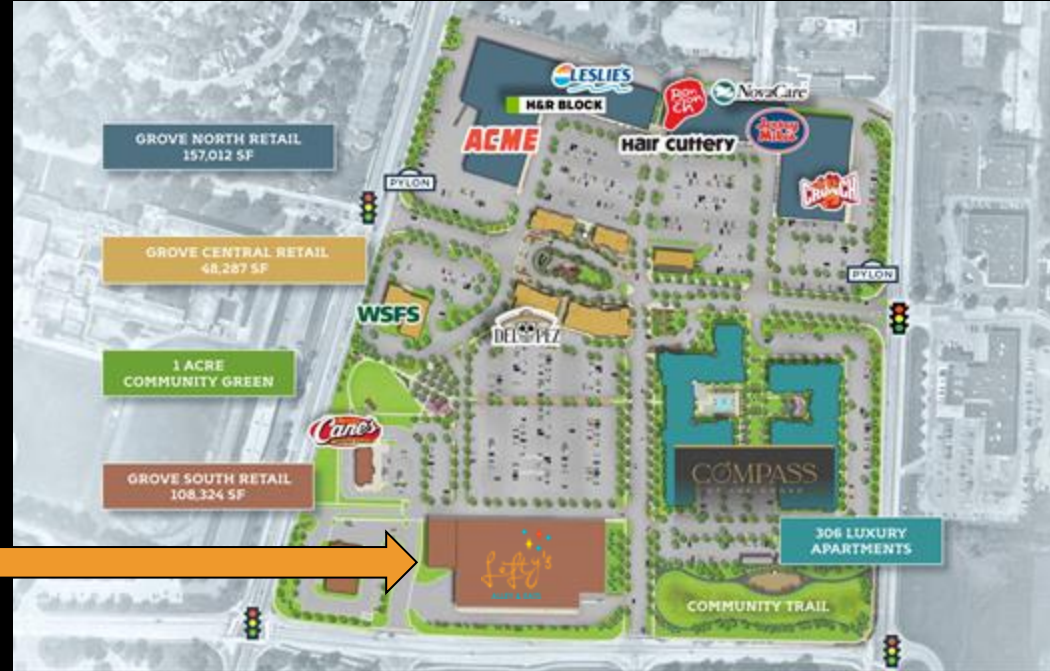 LESLIE'S
H&R BLOCK
NovaCare
ACME
Hair Cuttery
Jersey
Mike's
GROVE NORTH RETAIL
157,012 SF
PYLON
CRUNCH
GROVE CENTRAL RETAIL
48,287 SF
PYLON
WSFS
DEL PEZ
1 ACRE
COMMUNITY GREEN
Cane's
GROVE SOUTH RETAIL
108,324 SF
COMPASS
306 LUXURY
APARTMENTS
Lofty's
COMMUNITY TRAIL